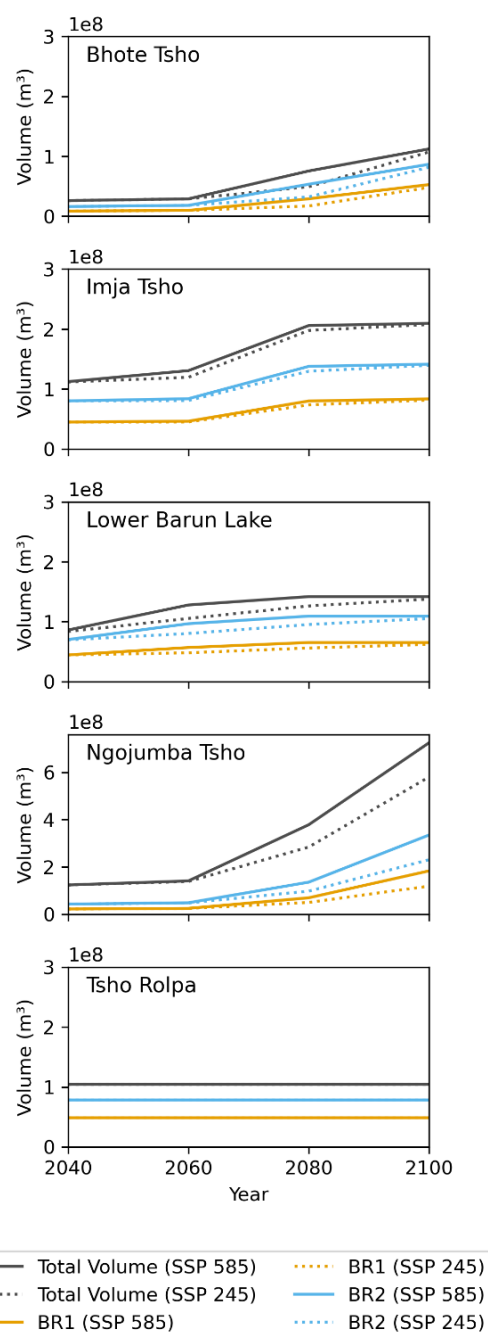 1e8
Bhote Tsho
3
2
1
0
Volume (m³)
1e8
Imja Tsho
3
2
1
0
Volume (m³)
1e8
Lower Barun Lake
3
2
1
0
Volume (m³)
1e8
Ngojumba Tsho
6
4
2
0
Volume (m³)
1e8
Tsho Rolpa
3
2
1
0
Volume (m³)
2040 2060 2080 2100
Year
Total Volume (SSP 585)
Total Volume (SSP 245)
BR1 (SSP 585)
BR1 (SSP 245)
BR2 (SSP 585)
BR2 (SSP 245)